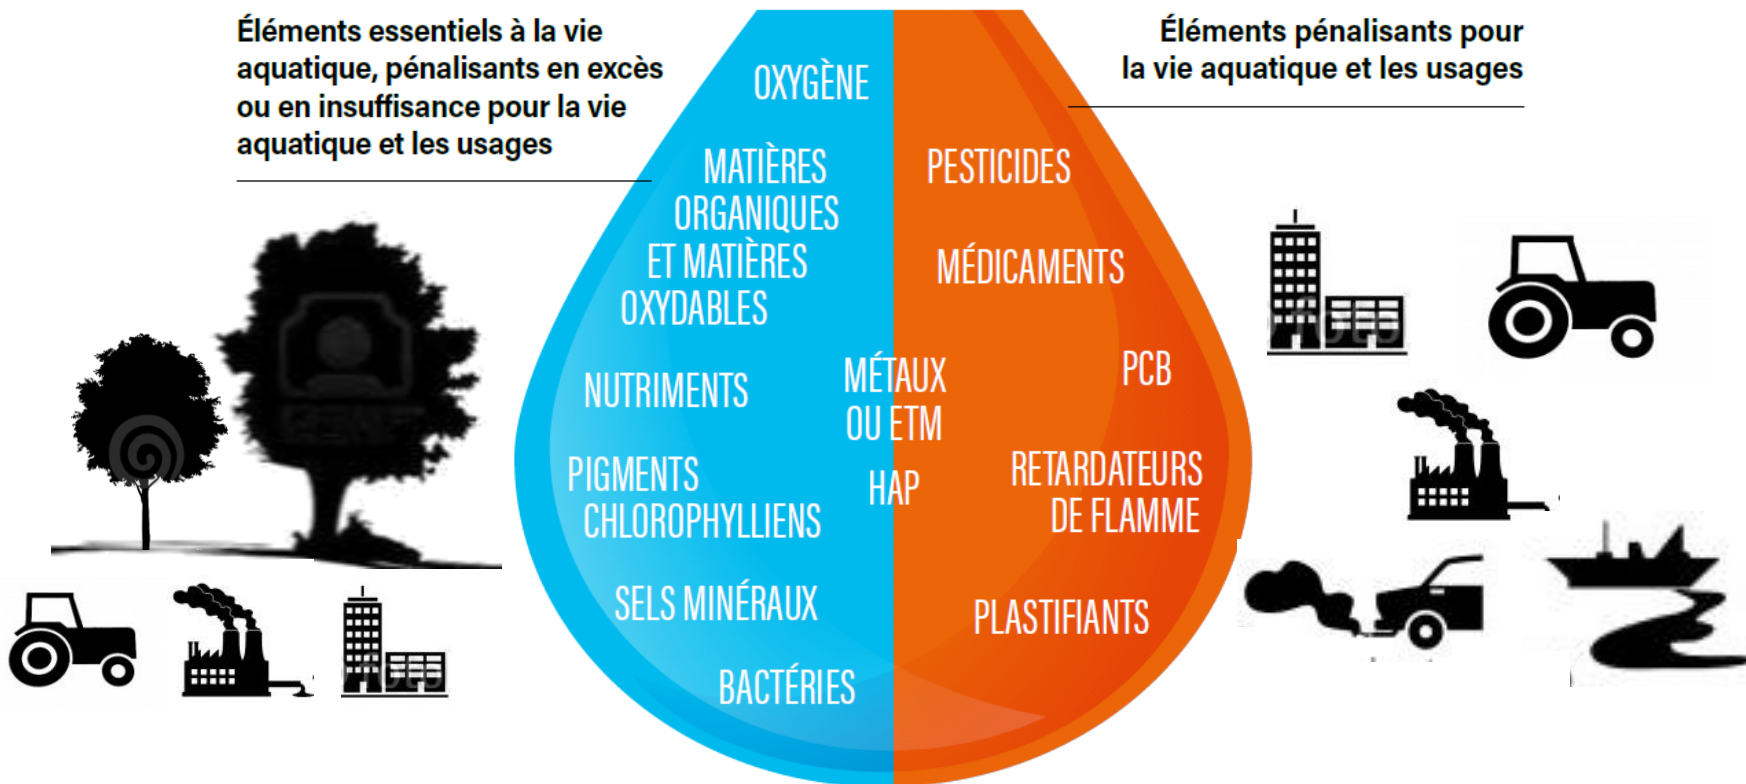 Éléments essentiels à la vie
aquatique, pénalisants en excès
ou en insuffisance pour la vie
aquatique et les usages
Éléments pénalisants pour
la vie aquatique et les usages
OXYGÈNE
MATIÈRES
ORGANIQUES
ET MATIÈRES
OXYDABLES
NUTRIMENTS
PIGMENTS
CHLOROPHYLLIENS
SELS MINÉRAUX
BACTÉRIES
MÉTAUX
OU ETM
HAP
PESTICIDES
MÉDICAMENTS
PCB
RETARDATEURS
DE FLAMME
PLASTIFIANTS